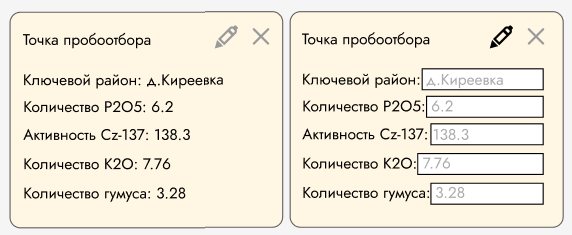 Точка пробоотбора
Ключевой район: д.Киреевка
Количество P2O5: 6.2
Активность Cz-137: 138.3
Количество K2O: 7.76
Количество гумуса: 3.28
Точка пробоотбора
Ключевой район: д.Киреевка
Количество P2O5: 6.2
Активность Cz-137: 138.3
Количество K2O: 7.76
Количество гумуса: 3.28